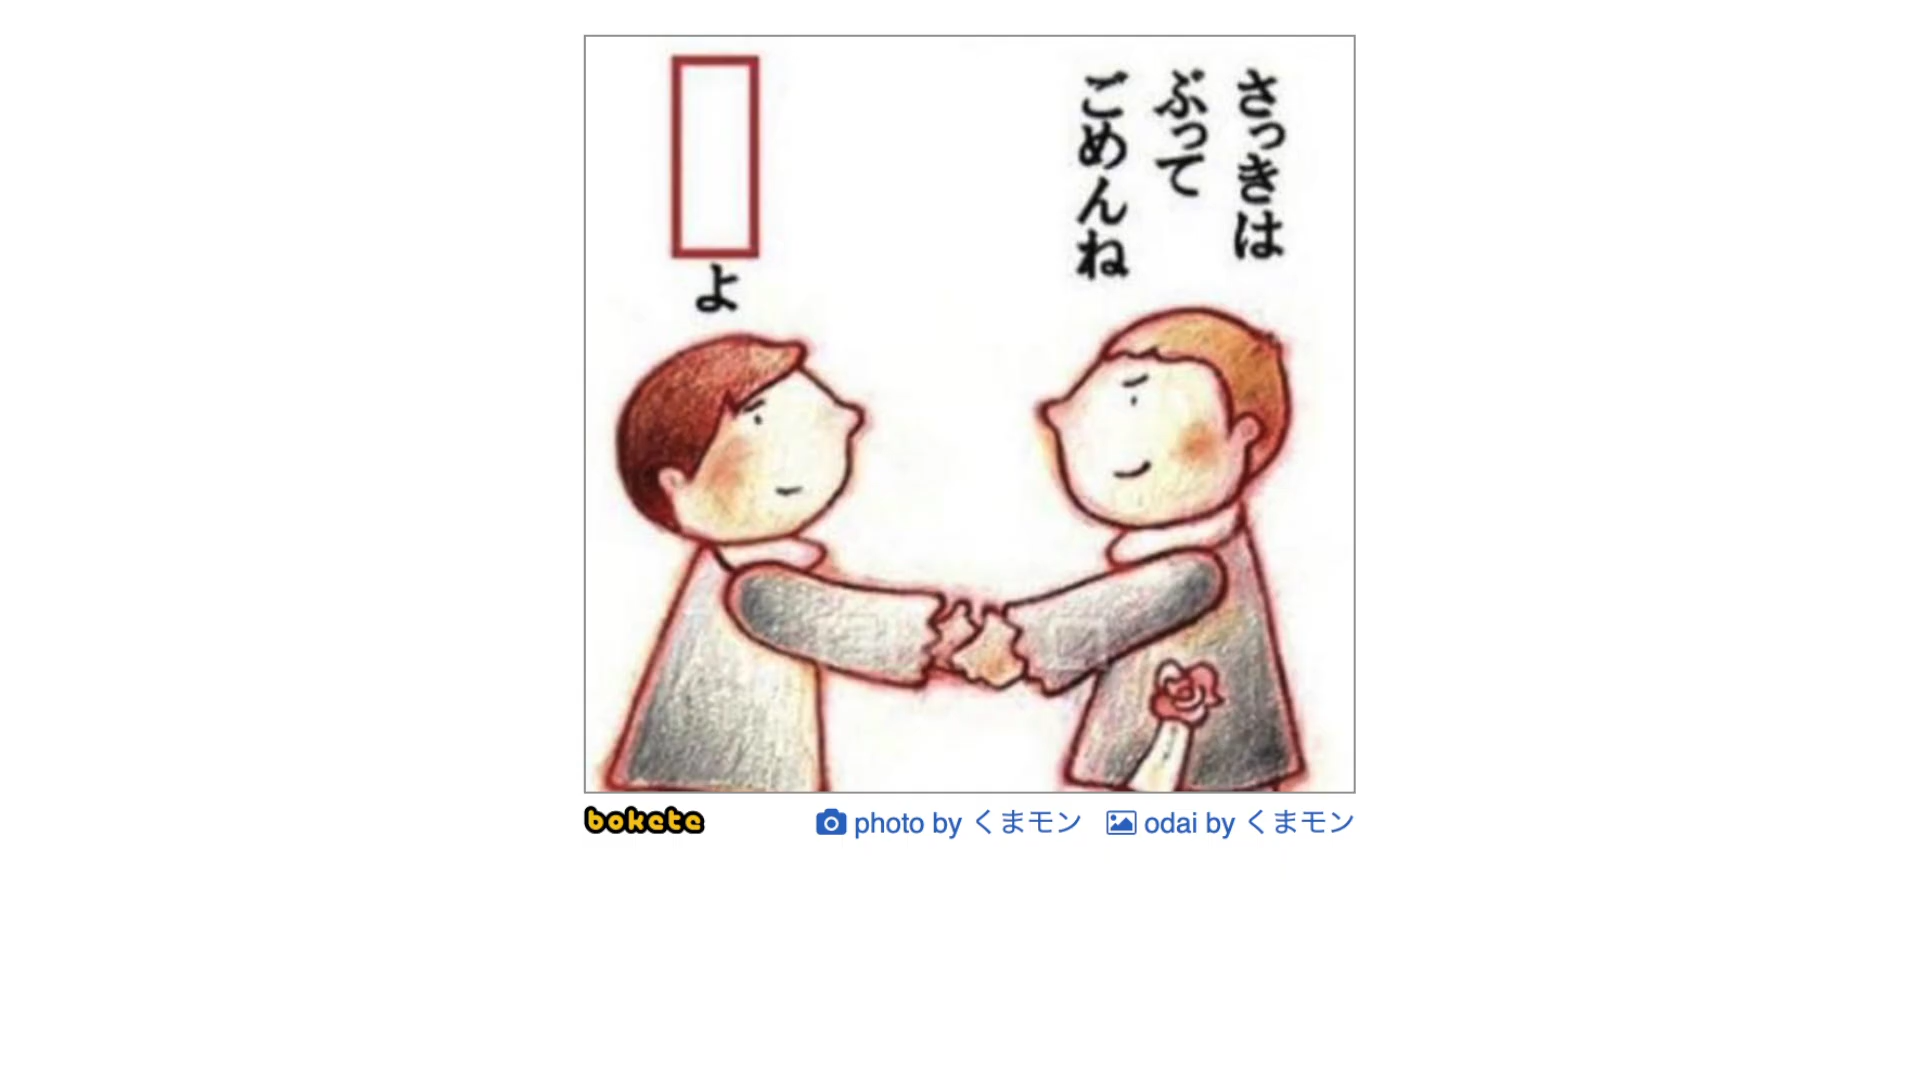 さっきは
ぶって
ごめんね
よ
bokete
photo by くまモン
odai by くまモン